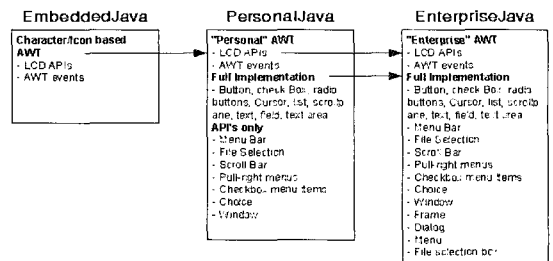 EmbeddedJava
Character/Icon based
AWT
- LCD APIs
- AWT events
PersonalJava
"Personal" AWT
- LCD APIs
- AWT events
Full Implementation
- Button, check Box, radio
buttons, Cursor, list, scrollp
ane, text, field, text area
API's only
- Menu Bar
- File Selection
- Scroll Bar
- Pull-right menus
- Checkbox menu items
- Choice
- Window
EnterpriseJava
"Enterprise" AWT
- LCD APIs
- AWT events
Full Implementation
- Button, check Box, radio
buttons, Cursor, list, scrollp
ane, text, field, text area
- Menu Bar
- File Selection
- Scroll Bar
- Pull-right menus
- Checkbox menu items
- Choice
- Window
- Frame
- Dialog
- Menu
- File selection box